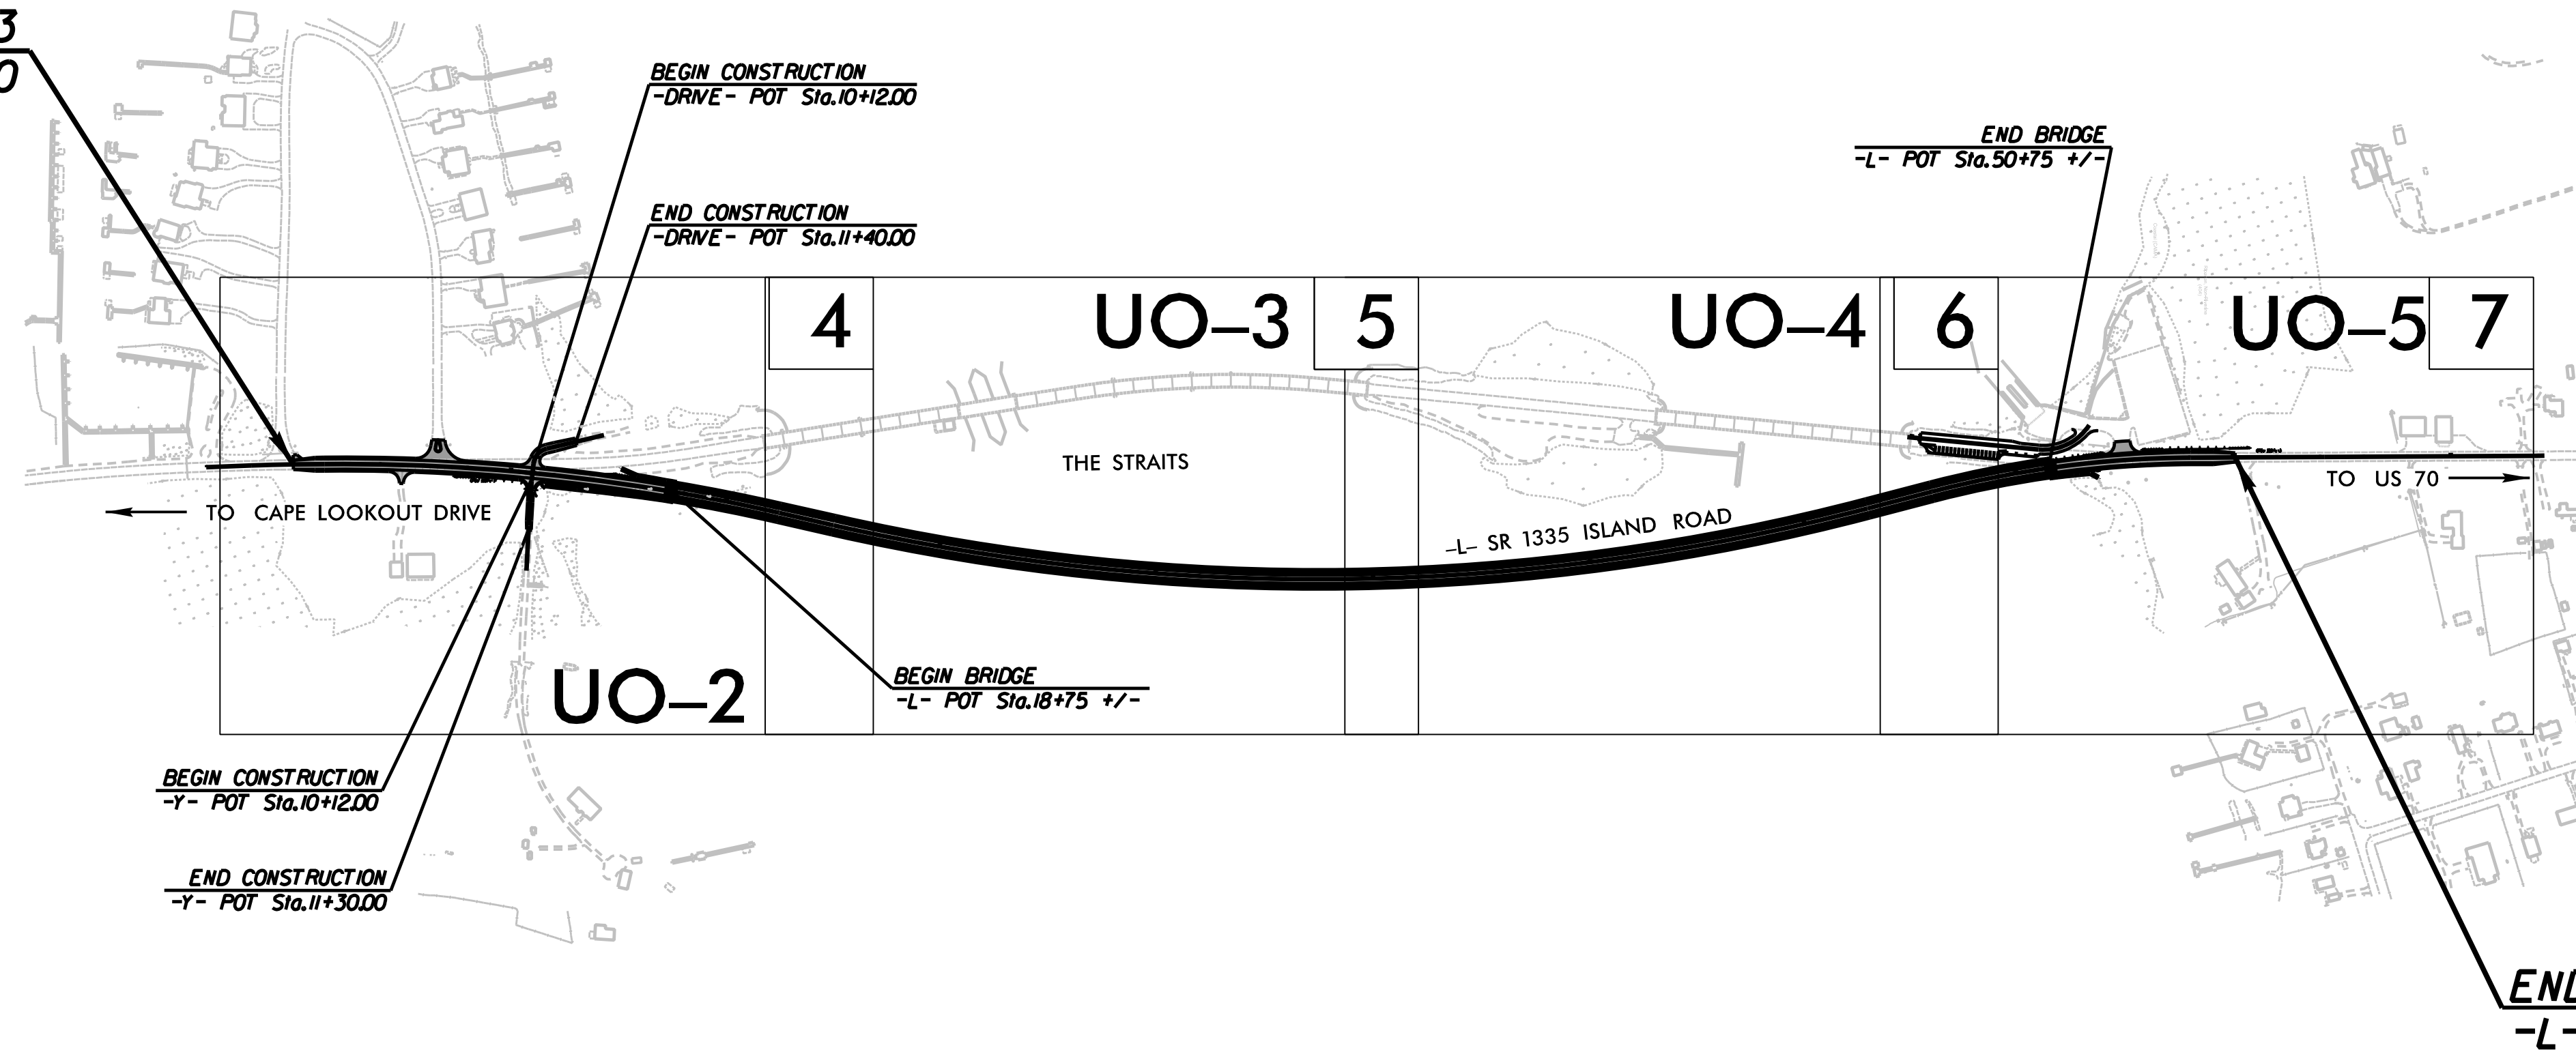 3
0
BEGIN CONSTRUCTION
-DRIVE- POT Sta.10+12.00
END CONSTRUCTION
-DRIVE- POT Sta.11+40.00
END BRIDGE
-L- POT Sta.50+75 +/-
4
UO-3
5
UO-4
6
UO-5
7
THE STRAITS
TO CAPE LOOKOUT DRIVE
TO US 70
-L- SR 1335 ISLAND ROAD
UO-2
BEGIN BRIDGE
-L- POT Sta.18+75 +/-
BEGIN CONSTRUCTION
-Y- POT Sta.10+12.00
END CONSTRUCTION
-Y- POT Sta.11+30.00
END
-L-